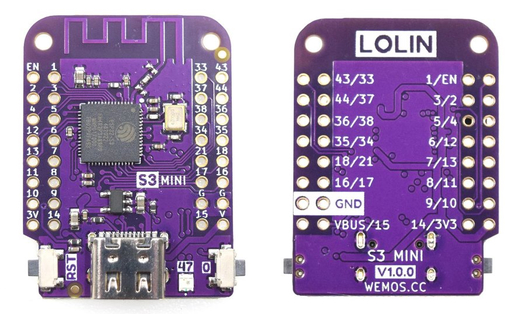 EN 1
2 3
4 5
12 6
13 7
11 8
10 9
3V 14
33 43
37 44
38 36
34 35
21 18
17 16
G G
15
S3 MINI
RST
47 0
LOLIN
43/33 1/EN
44/37 3/2
36/38 5/4
35/34 6/12
18/21 7/13
16/17 8/11
GND 9/10
VBUS/15 14/3V3
S3 MINI
V1.0.0
WEMOS.CC